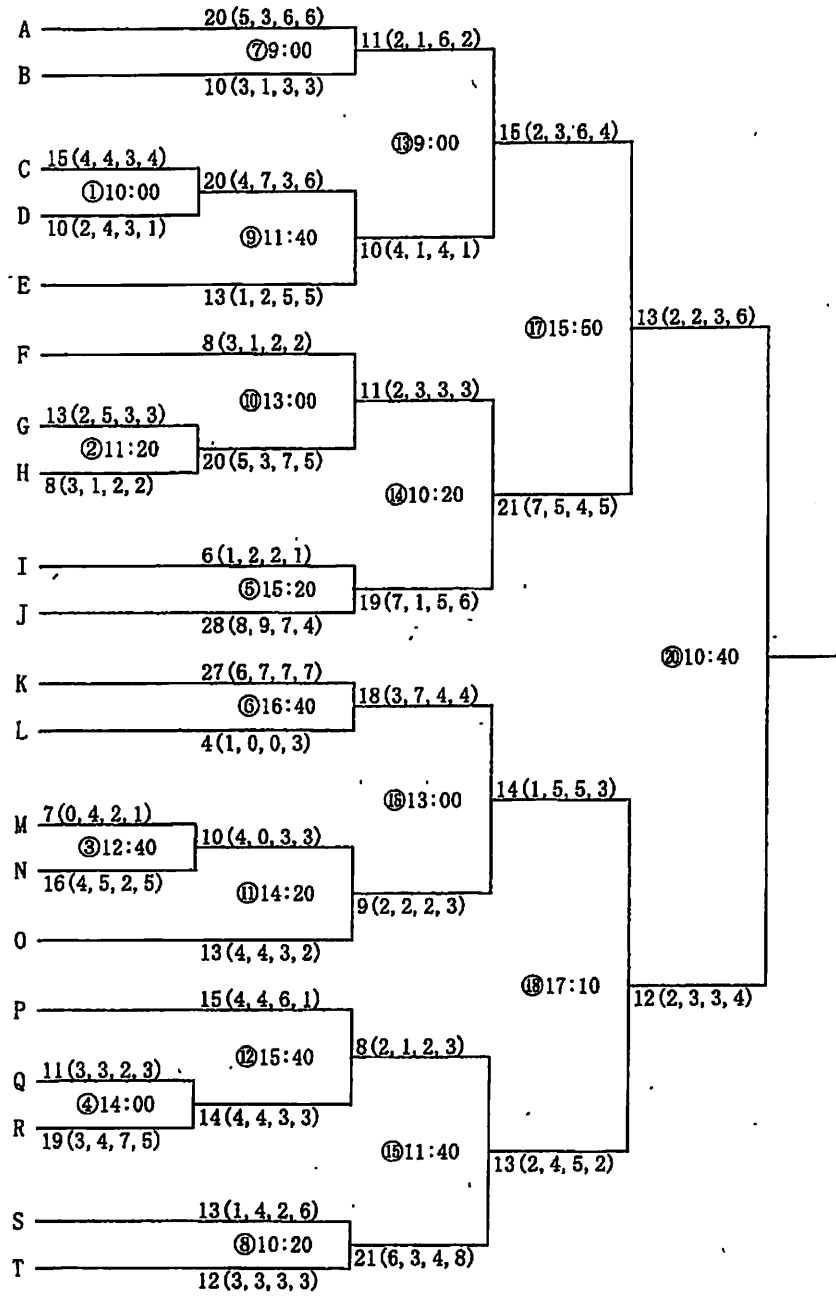 A 20(5, 3, 6, 6)
⑦9:00 11(2, 1, 6, 2)
B 10(3, 1, 3, 3)
⑬9:00 15(2, 3, 6, 4)
C 15(4, 4, 3, 4)
①10:00 20(4, 7, 3, 6)
D 10(2, 4, 3, 1)
⑨11:40 10(4, 1, 4, 1)
E 13(1, 2, 5, 5)
⑰15:50 13(2, 2, 3, 6)
F 8(3, 1, 2, 2)
⑩13:00 11(2, 3, 3, 3)
G 13(2, 5, 3, 3)
②11:20 20(5, 3, 7, 5)
H 8(3, 1, 2, 2)
⑭10:20 21(7, 5, 4, 5)
I 6(1, 2, 2, 1)
⑤15:20 19(7, 1, 5, 6)
J 28(8, 9, 7, 4)
⑳10:40
K 27(6, 7, 7, 7)
⑥16:40 18(3, 7, 4, 4)
L 4(1, 0, 0, 3)
⑯13:00 14(1, 5, 5, 3)
M 7(0, 4, 2, 1)
③12:40 10(4, 0, 3, 3)
N 16(4, 5, 2, 5)
⑪14:20 9(2, 2, 2, 3)
O 13(4, 4, 3, 2)
⑱17:10 12(2, 3, 3, 4)
P 15(4, 4, 6, 1)
⑫15:40 8(2, 1, 2, 3)
Q 11(3, 3, 2, 3)
④14:00 14(4, 4, 3, 3)
R 19(3, 4, 7, 5)
⑮11:40 13(2, 4, 5, 2)
S 13(1, 4, 2, 6)
⑧10:20 21(6, 3, 4, 8)
T 12(3, 3, 3, 3)